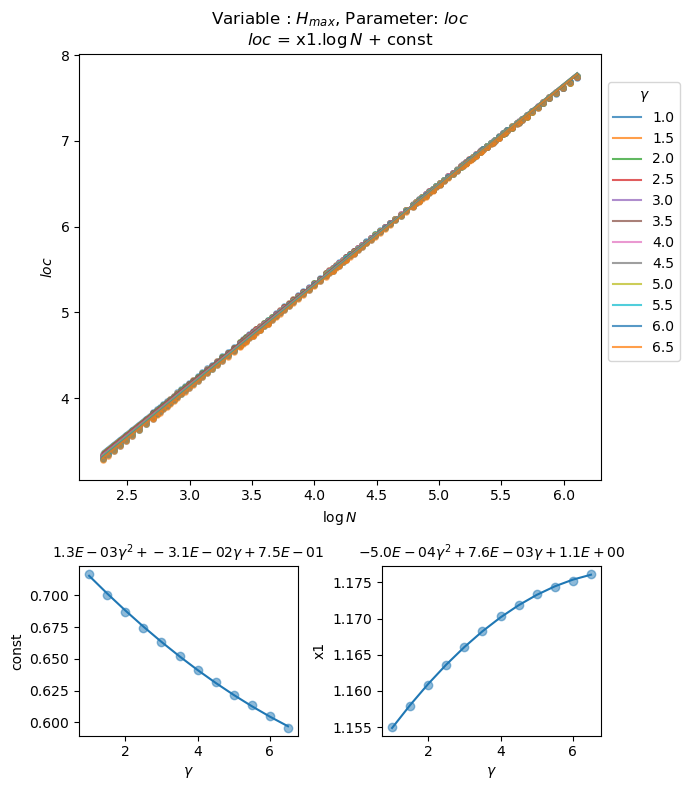 Variable : $H_{max}$, Parameter: $loc$
$loc$ = x1.$\log N$ + const
8
7
6
5
4
$loc$
2.5 3.0 3.5 4.0 4.5 5.0 5.5 6.0
$\log N$
$\gamma$
1.0
1.5
2.0
2.5
3.0
3.5
4.0
4.5
5.0
5.5
6.0
6.5
$1.3E-03\gamma^2+-3.1E-02\gamma+7.5E-01$
0.700
0.675
0.650
0.625
0.600
const
2 4 6
$\gamma$
$-5.0E-04\gamma^2+7.6E-03\gamma+1.1E+00$
1.175
1.170
1.165
1.160
1.155
x1
2 4 6
$\gamma$